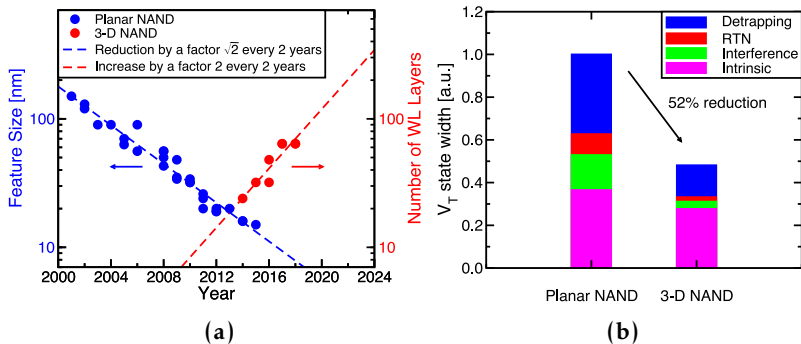 Planar NAND
3-D NAND
Reduction by a factor √2 every 2 years
Increase by a factor 2 every 2 years
Feature Size [nm]
100
10
Number of WL Layers
100
10
2000 2004 2008 2012 2016 2020 2024
Year
(a)
Detrapping
RTN
Interference
Intrinsic
52% reduction
V_T state width [a.u.]
1.2
1.0
0.8
0.6
0.4
0.2
0.0
Planar NAND 3-D NAND
(b)